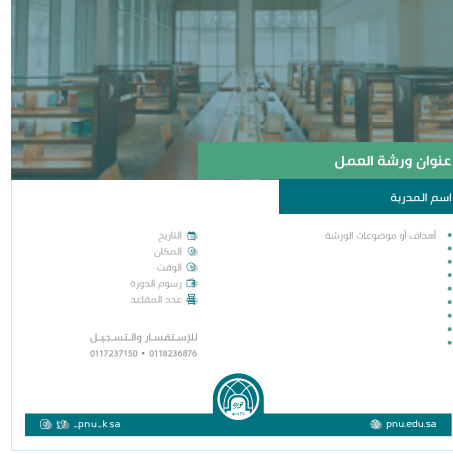 عنوان ورشة العمل
اسم المدربة
أهداف أو موضوعات الورشة
التاريخ
المكان
الوقت
رسوم الدورة
عدد المقاعد
للإستفسار والتسجيل
0117237150 • 0118236876
_pnu_ksa
pnu.edu.sa